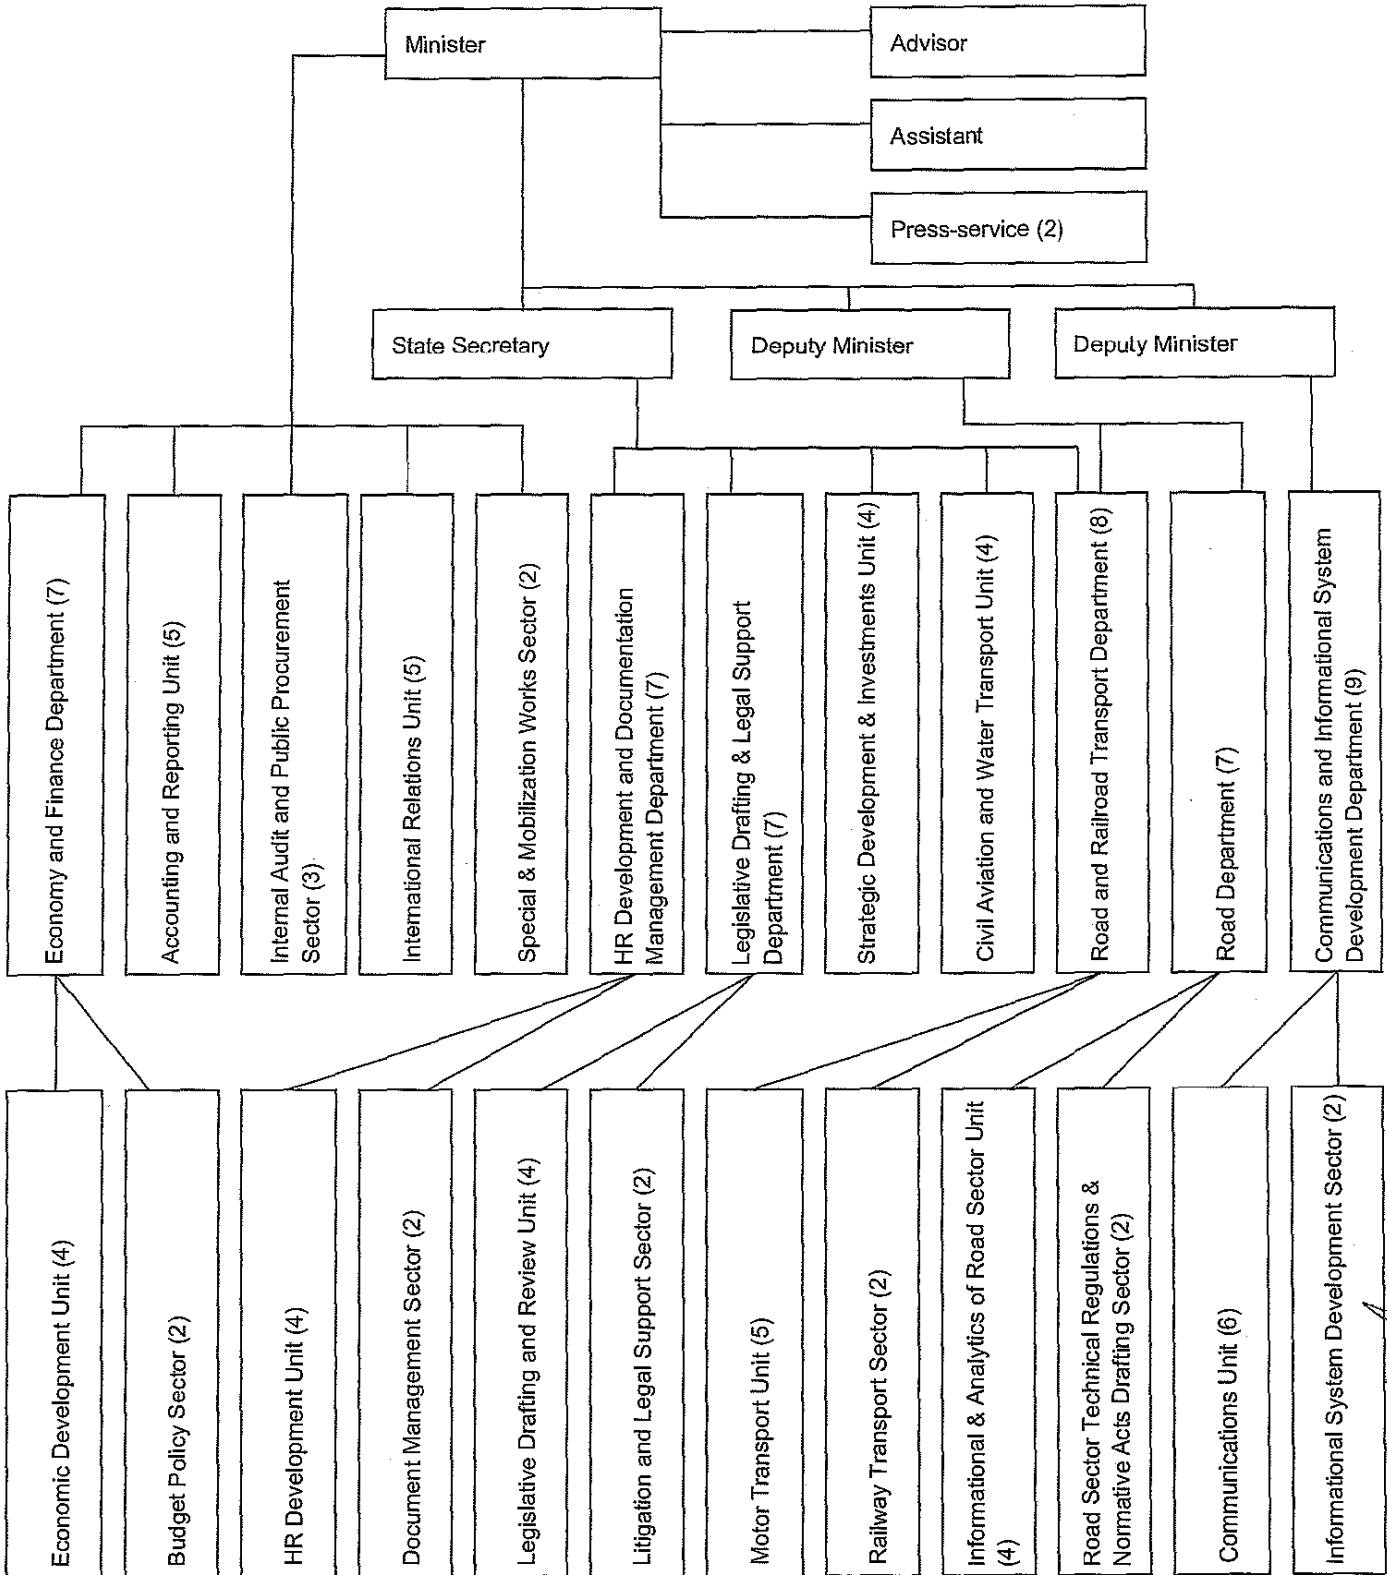 Minister
Advisor
Assistant
Press-service (2)
State Secretary
Deputy Minister
Deputy Minister
Economy and Finance Department (7)
Accounting and Reporting Unit (5)
Internal Audit and Public Procurement
Sector (3)
International Relations Unit (5)
Special & Mobilization Works Sector (2)
HR Development and Documentation
Management Department (7)
Legislative Drafting & Legal Support
Department (7)
Strategic Development & Investments Unit (4)
Civil Aviation and Water Transport Unit (4)
Road and Railroad Transport Department (8)
Road Department (7)
Communications and Informational System
Development Department (9)
Economic Development Unit (4)
Budget Policy Sector (2)
HR Development Unit (4)
Document Management Sector (2)
Legislative Drafting and Review Unit (4)
Litigation and Legal Support Sector (2)
Motor Transport Unit (5)
Railway Transport Sector (2)
Informational & Analytics of Road Sector Unit
(4)
Road Sector Technical Regulations &
Normative Acts Drafting Sector (2)
Communications Unit (6)
Informational System Development Sector (2)